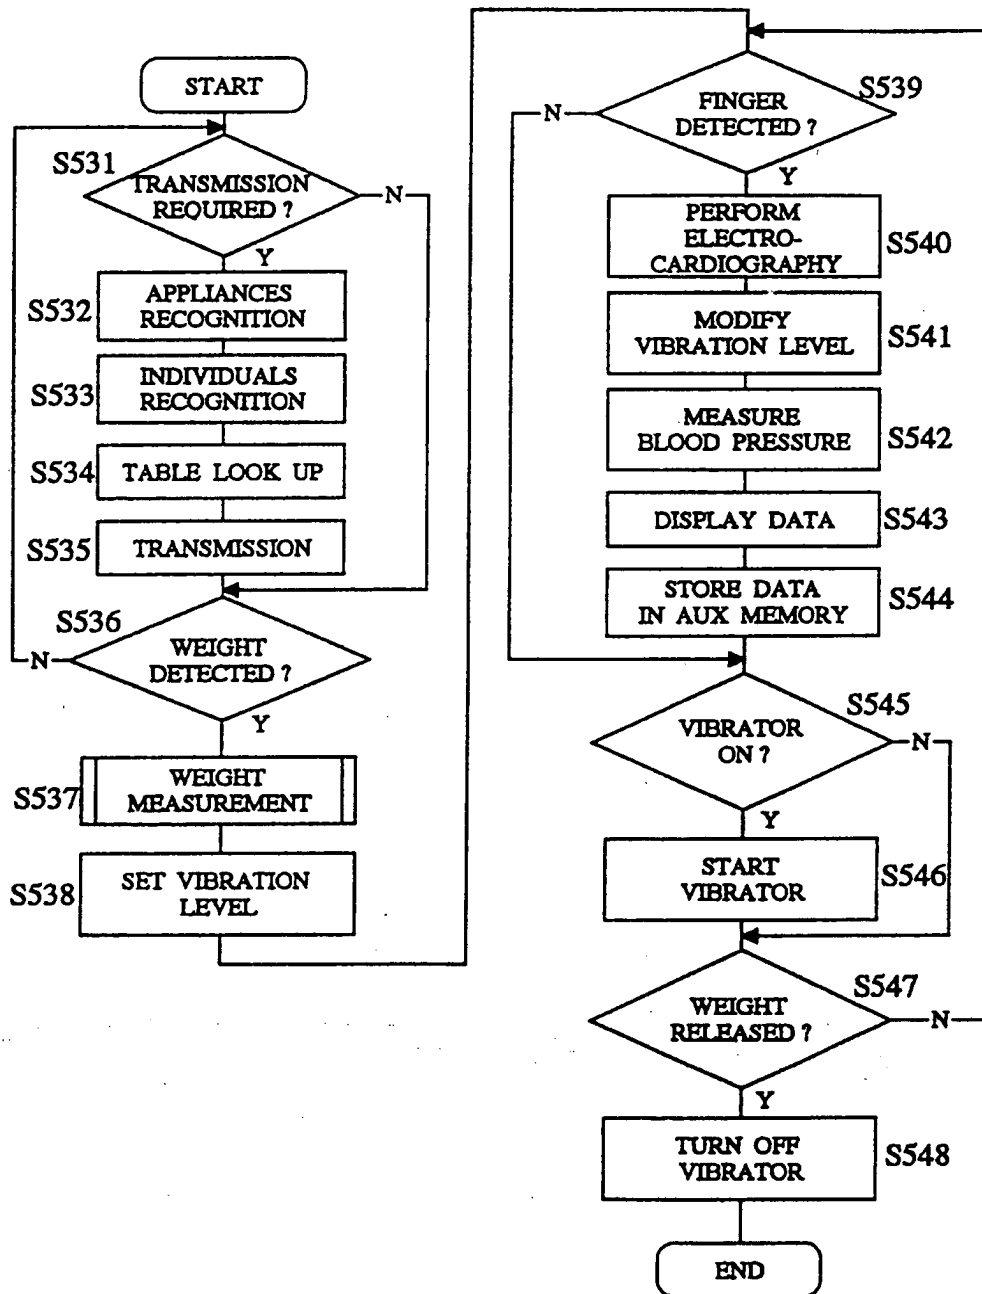 START
S531
TRANSMISSION
REQUIRED ?
N
Y
S532
APPLIANCES
RECOGNITION
S533
INDIVIDUALS
RECOGNITION
S534
TABLE LOOK UP
S535
TRANSMISSION
S536
WEIGHT
DETECTED ?
N
Y
S537
WEIGHT
MEASUREMENT
S538
SET VIBRATION
LEVEL
S539
FINGER
DETECTED ?
N
Y
PERFORM
ELECTRO-
CARDIOGRAPHY
S540
MODIFY
VIBRATION LEVEL
S541
MEASURE
BLOOD PRESSURE
S542
DISPLAY DATA
S543
STORE DATA
IN AUX MEMORY
S544
S545
VIBRATOR
ON ?
N
Y
START
VIBRATOR
S546
S547
WEIGHT
RELEASED ?
N
Y
TURN OFF
VIBRATOR
S548
END